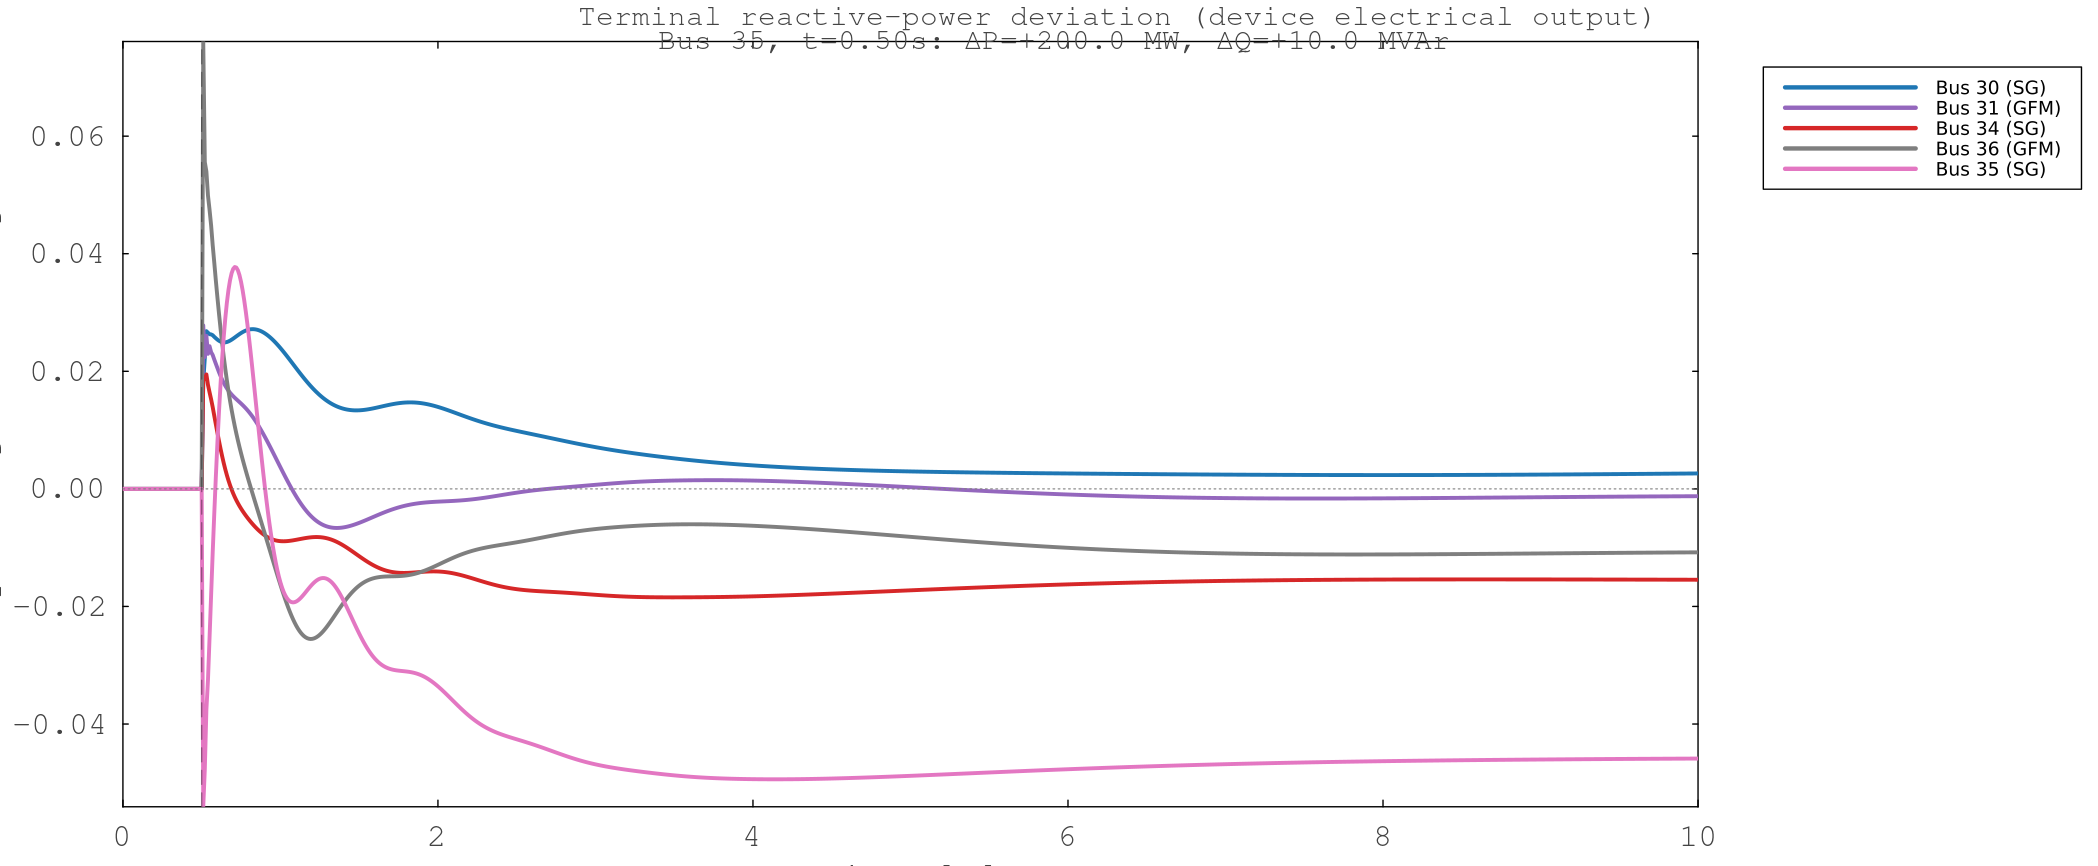 Terminal reactive-power deviation (device electrical output)
Bus 35, t=0.50s: ΔP=+200.0 MW, ΔQ=+10.0 MVAr
Bus 30 (SG)
Bus 31 (GFM)
Bus 34 (SG)
Bus 36 (GFM)
Bus 35 (SG)
0.06
0.04
0.02
0.00
−0.02
−0.04
0 2 4 6 8 10